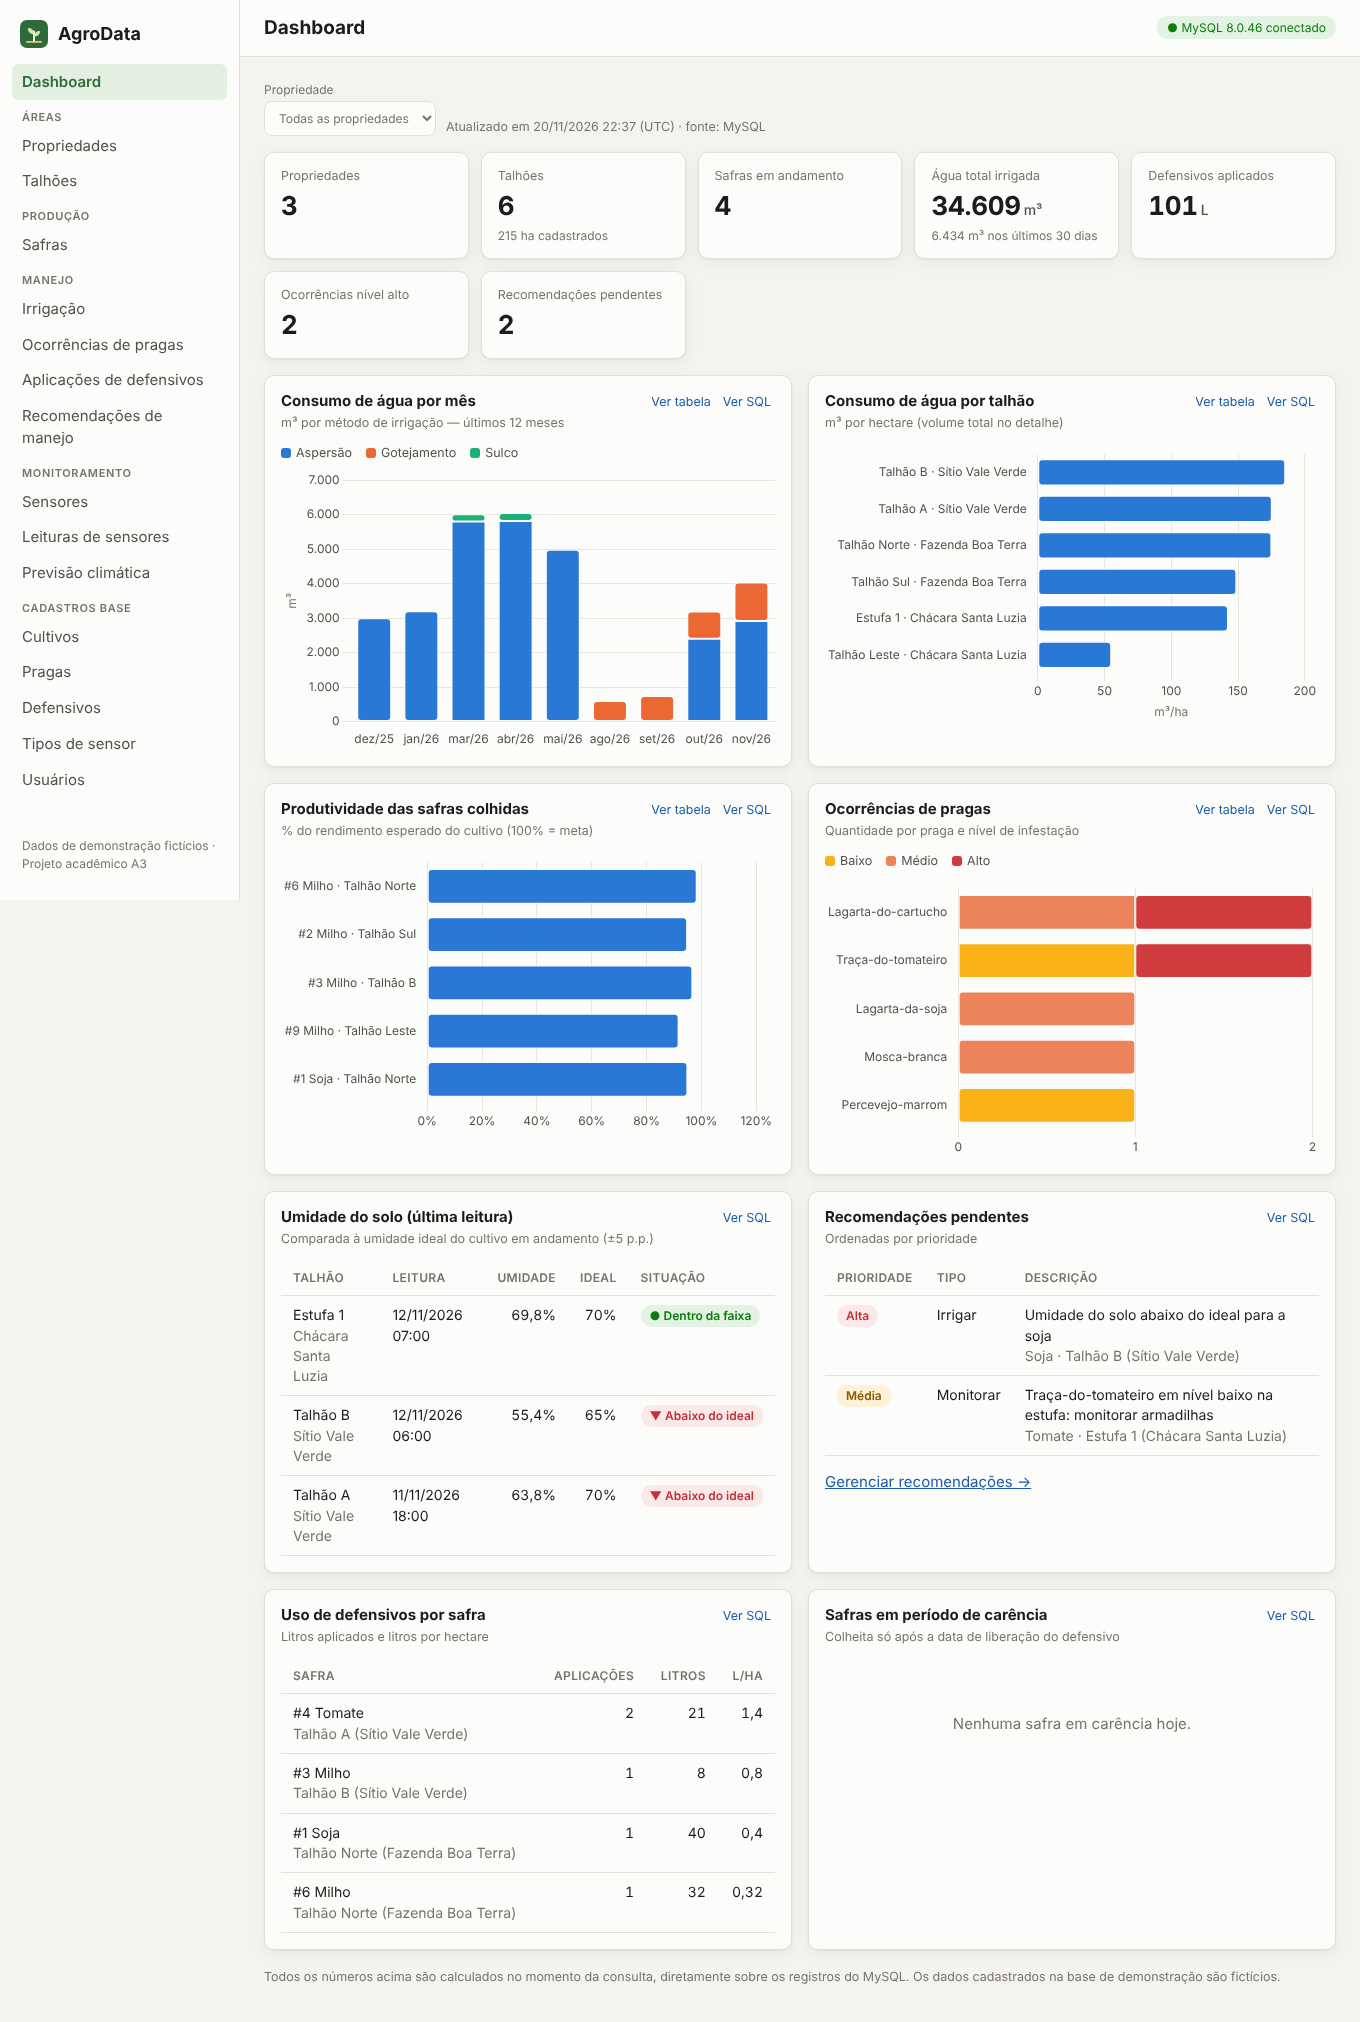 AgroData
Dashboard
ÁREAS
Propriedades
Talhões
PRODUÇÃO
Safras
MANEJO
Irrigação
Ocorrências de pragas
Aplicações de defensivos
Recomendações de
manejo
MONITORAMENTO
Sensores
Leituras de sensores
Previsão climática
CADASTROS BASE
Cultivos
Pragas
Defensivos
Tipos de sensor
Usuários
Dados de demonstração fictícios ·
Projeto acadêmico A3
Dashboard
● MySQL 8.0.46 conectado
Propriedade
Todas as propriedades
Atualizado em 20/11/2026 22:37 (UTC) · fonte: MySQL
Propriedades
3
Talhões
6
215 ha cadastrados
Safras em andamento
4
Água total irrigada
34.609 m³
6.434 m³ nos últimos 30 dias
Defensivos aplicados
101 L
Ocorrências nível alto
2
Recomendações pendentes
2
Consumo de água por mês
Ver tabela Ver SQL
m³ por método de irrigação — últimos 12 meses
Aspersão Gotejamento Sulco
7.000
6.000
5.000
4.000
3.000
2.000
1.000
0
m³
dez/25 jan/26 mar/26 abr/26 mai/26 ago/26 set/26 out/26 nov/26
Consumo de água por talhão
Ver tabela Ver SQL
m³ por hectare (volume total no detalhe)
Talhão B · Sítio Vale Verde
Talhão A · Sítio Vale Verde
Talhão Norte · Fazenda Boa Terra
Talhão Sul · Fazenda Boa Terra
Estufa 1 · Chácara Santa Luzia
Talhão Leste · Chácara Santa Luzia
0 50 100 150 200
m³/ha
Produtividade das safras colhidas
Ver tabela Ver SQL
% do rendimento esperado do cultivo (100% = meta)
#6 Milho · Talhão Norte
#2 Milho · Talhão Sul
#3 Milho · Talhão B
#9 Milho · Talhão Leste
#1 Soja · Talhão Norte
0% 20% 40% 60% 80% 100% 120%
Ocorrências de pragas
Ver tabela Ver SQL
Quantidade por praga e nível de infestação
Baixo Médio Alto
Lagarta-do-cartucho
Traça-do-tomateiro
Lagarta-da-soja
Mosca-branca
Percevejo-marrom
0 1 2
Umidade do solo (última leitura)
Ver SQL
Comparada à umidade ideal do cultivo em andamento (±5 p.p.)
TALHÃO LEITURA UMIDADE IDEAL SITUAÇÃO
Estufa 1 12/11/2026 69,8% 70% ● Dentro da faixa
Chácara 07:00
Santa
Luzia
Talhão B 12/11/2026 55,4% 65% ▼ Abaixo do ideal
Sítio Vale 06:00
Verde
Talhão A 11/11/2026 63,8% 70% ▼ Abaixo do ideal
Sítio Vale 18:00
Verde
Recomendações pendentes
Ver SQL
Ordenadas por prioridade
PRIORIDADE TIPO DESCRIÇÃO
Alta Irrigar Umidade do solo abaixo do ideal para a
soja
Soja · Talhão B (Sítio Vale Verde)
Média Monitorar Traça-do-tomateiro em nível baixo na
estufa: monitorar armadilhas
Tomate · Estufa 1 (Chácara Santa Luzia)
Gerenciar recomendações →
Uso de defensivos por safra
Ver SQL
Litros aplicados e litros por hectare
SAFRA APLICAÇÕES LITROS L/HA
#4 Tomate 2 21 1,4
Talhão A (Sítio Vale Verde)
#3 Milho 1 8 0,8
Talhão B (Sítio Vale Verde)
#1 Soja 1 40 0,4
Talhão Norte (Fazenda Boa Terra)
#6 Milho 1 32 0,32
Talhão Norte (Fazenda Boa Terra)
Safras em período de carência
Ver SQL
Colheita só após a data de liberação do defensivo
Nenhuma safra em carência hoje.
Todos os números acima são calculados no momento da consulta, diretamente sobre os registros do MySQL. Os dados cadastrados na base de demonstração são fictícios.